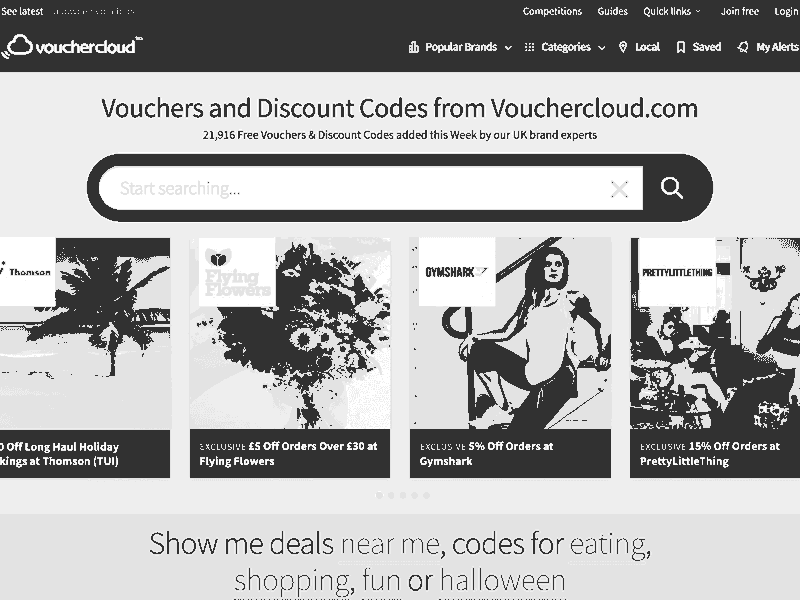 See latest
Competitions Guides Quick links Join free Login
vouchercloud
Popular Brands Categories Local Saved My Alerts
Vouchers and Discount Codes from Vouchercloud.com
21,916 Free Vouchers & Discount Codes added this Week by our UK brand experts
Start searching...
Thomson
Flying
Flowers
GYMSHARK
PRETTYLITTLETHING
0 Off Long Haul Holiday
kings at Thomson (TUI)
EXCLUSIVE £5 Off Orders Over £30 at
Flying Flowers
EXCLUSIVE 5% Off Orders at
Gymshark
EXCLUSIVE 15% Off Orders at
PrettyLittleThing
Show me deals near me, codes for eating,
shopping, fun or halloween